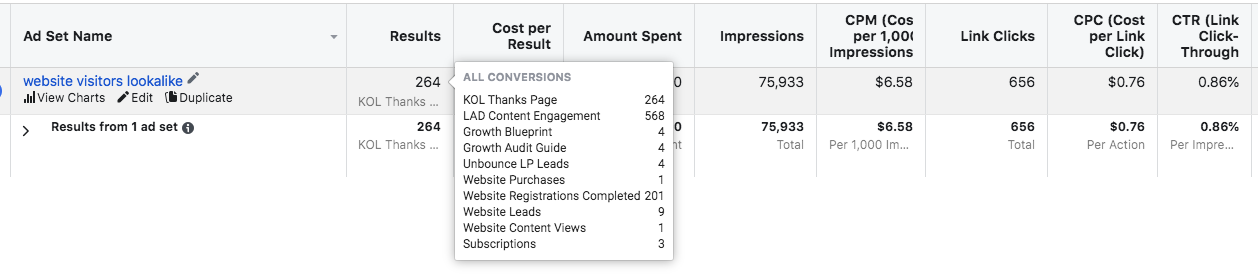 Ad Set Name
Results
Cost per
Result
Amount Spent
Impressions
CPM (Cos
per 1,000
Impressions
Link Clicks
CPC (Cost
per Link
Click)
CTR (Link
Click-
Through
website visitors lookalike
View Charts Edit Duplicate
264
KOL Thanks ...
0
75,933
$6.58
656
$0.76
0.86%
Results from 1 ad set
264
KOL Thanks ...
0
75,933
Total
$6.58
Per 1,000 Im...
656
Total
$0.76
Per Action
0.86%
Per Impre...
ALL CONVERSIONS
KOL Thanks Page 264
LAD Content Engagement 568
Growth Blueprint 4
Growth Audit Guide 4
Unbounce LP Leads 4
Website Purchases 1
Website Registrations Completed 201
Website Leads 9
Website Content Views 1
Subscriptions 3